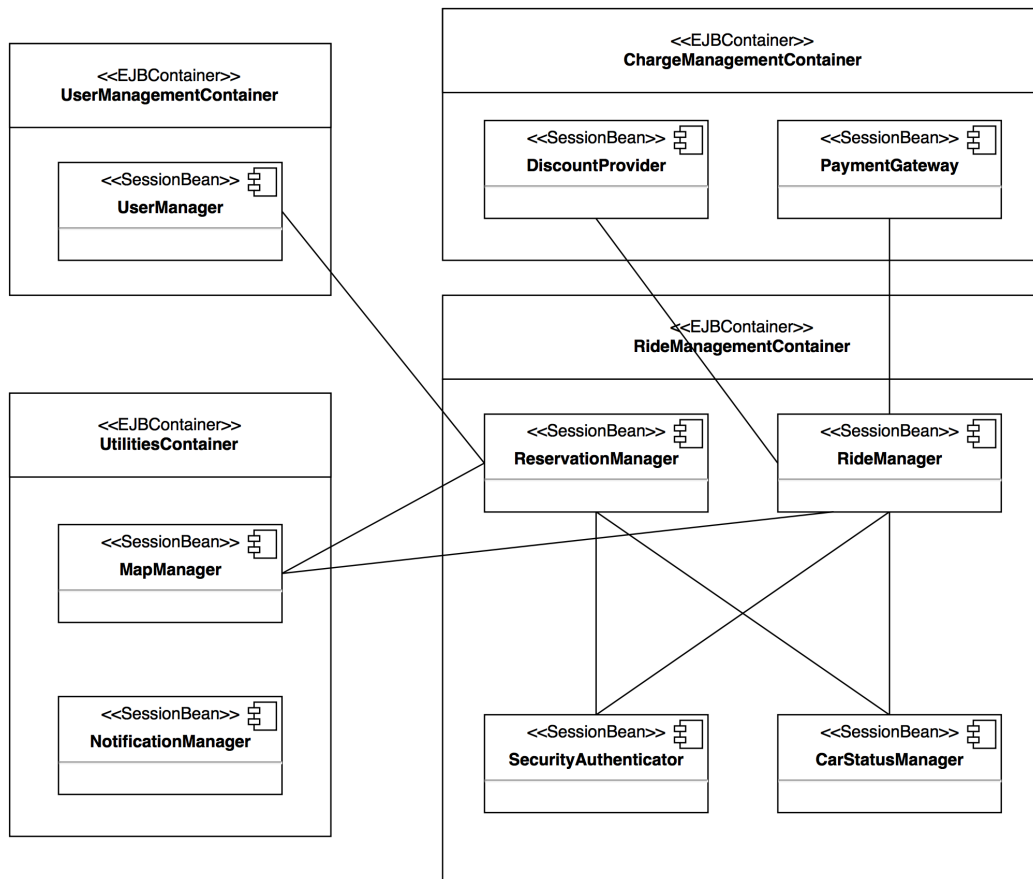 <<EJBContainer>>
UserManagementContainer
<<SessionBean>>
UserManager
<<EJBContainer>>
ChargeManagementContainer
<<SessionBean>>
DiscountProvider
<<SessionBean>>
PaymentGateway
<<EJBContainer>>
UtilitiesContainer
<<SessionBean>>
MapManager
<<SessionBean>>
NotificationManager
<<EJBContainer>>
RideManagementContainer
<<SessionBean>>
ReservationManager
<<SessionBean>>
RideManager
<<SessionBean>>
SecurityAuthenticator
<<SessionBean>>
CarStatusManager